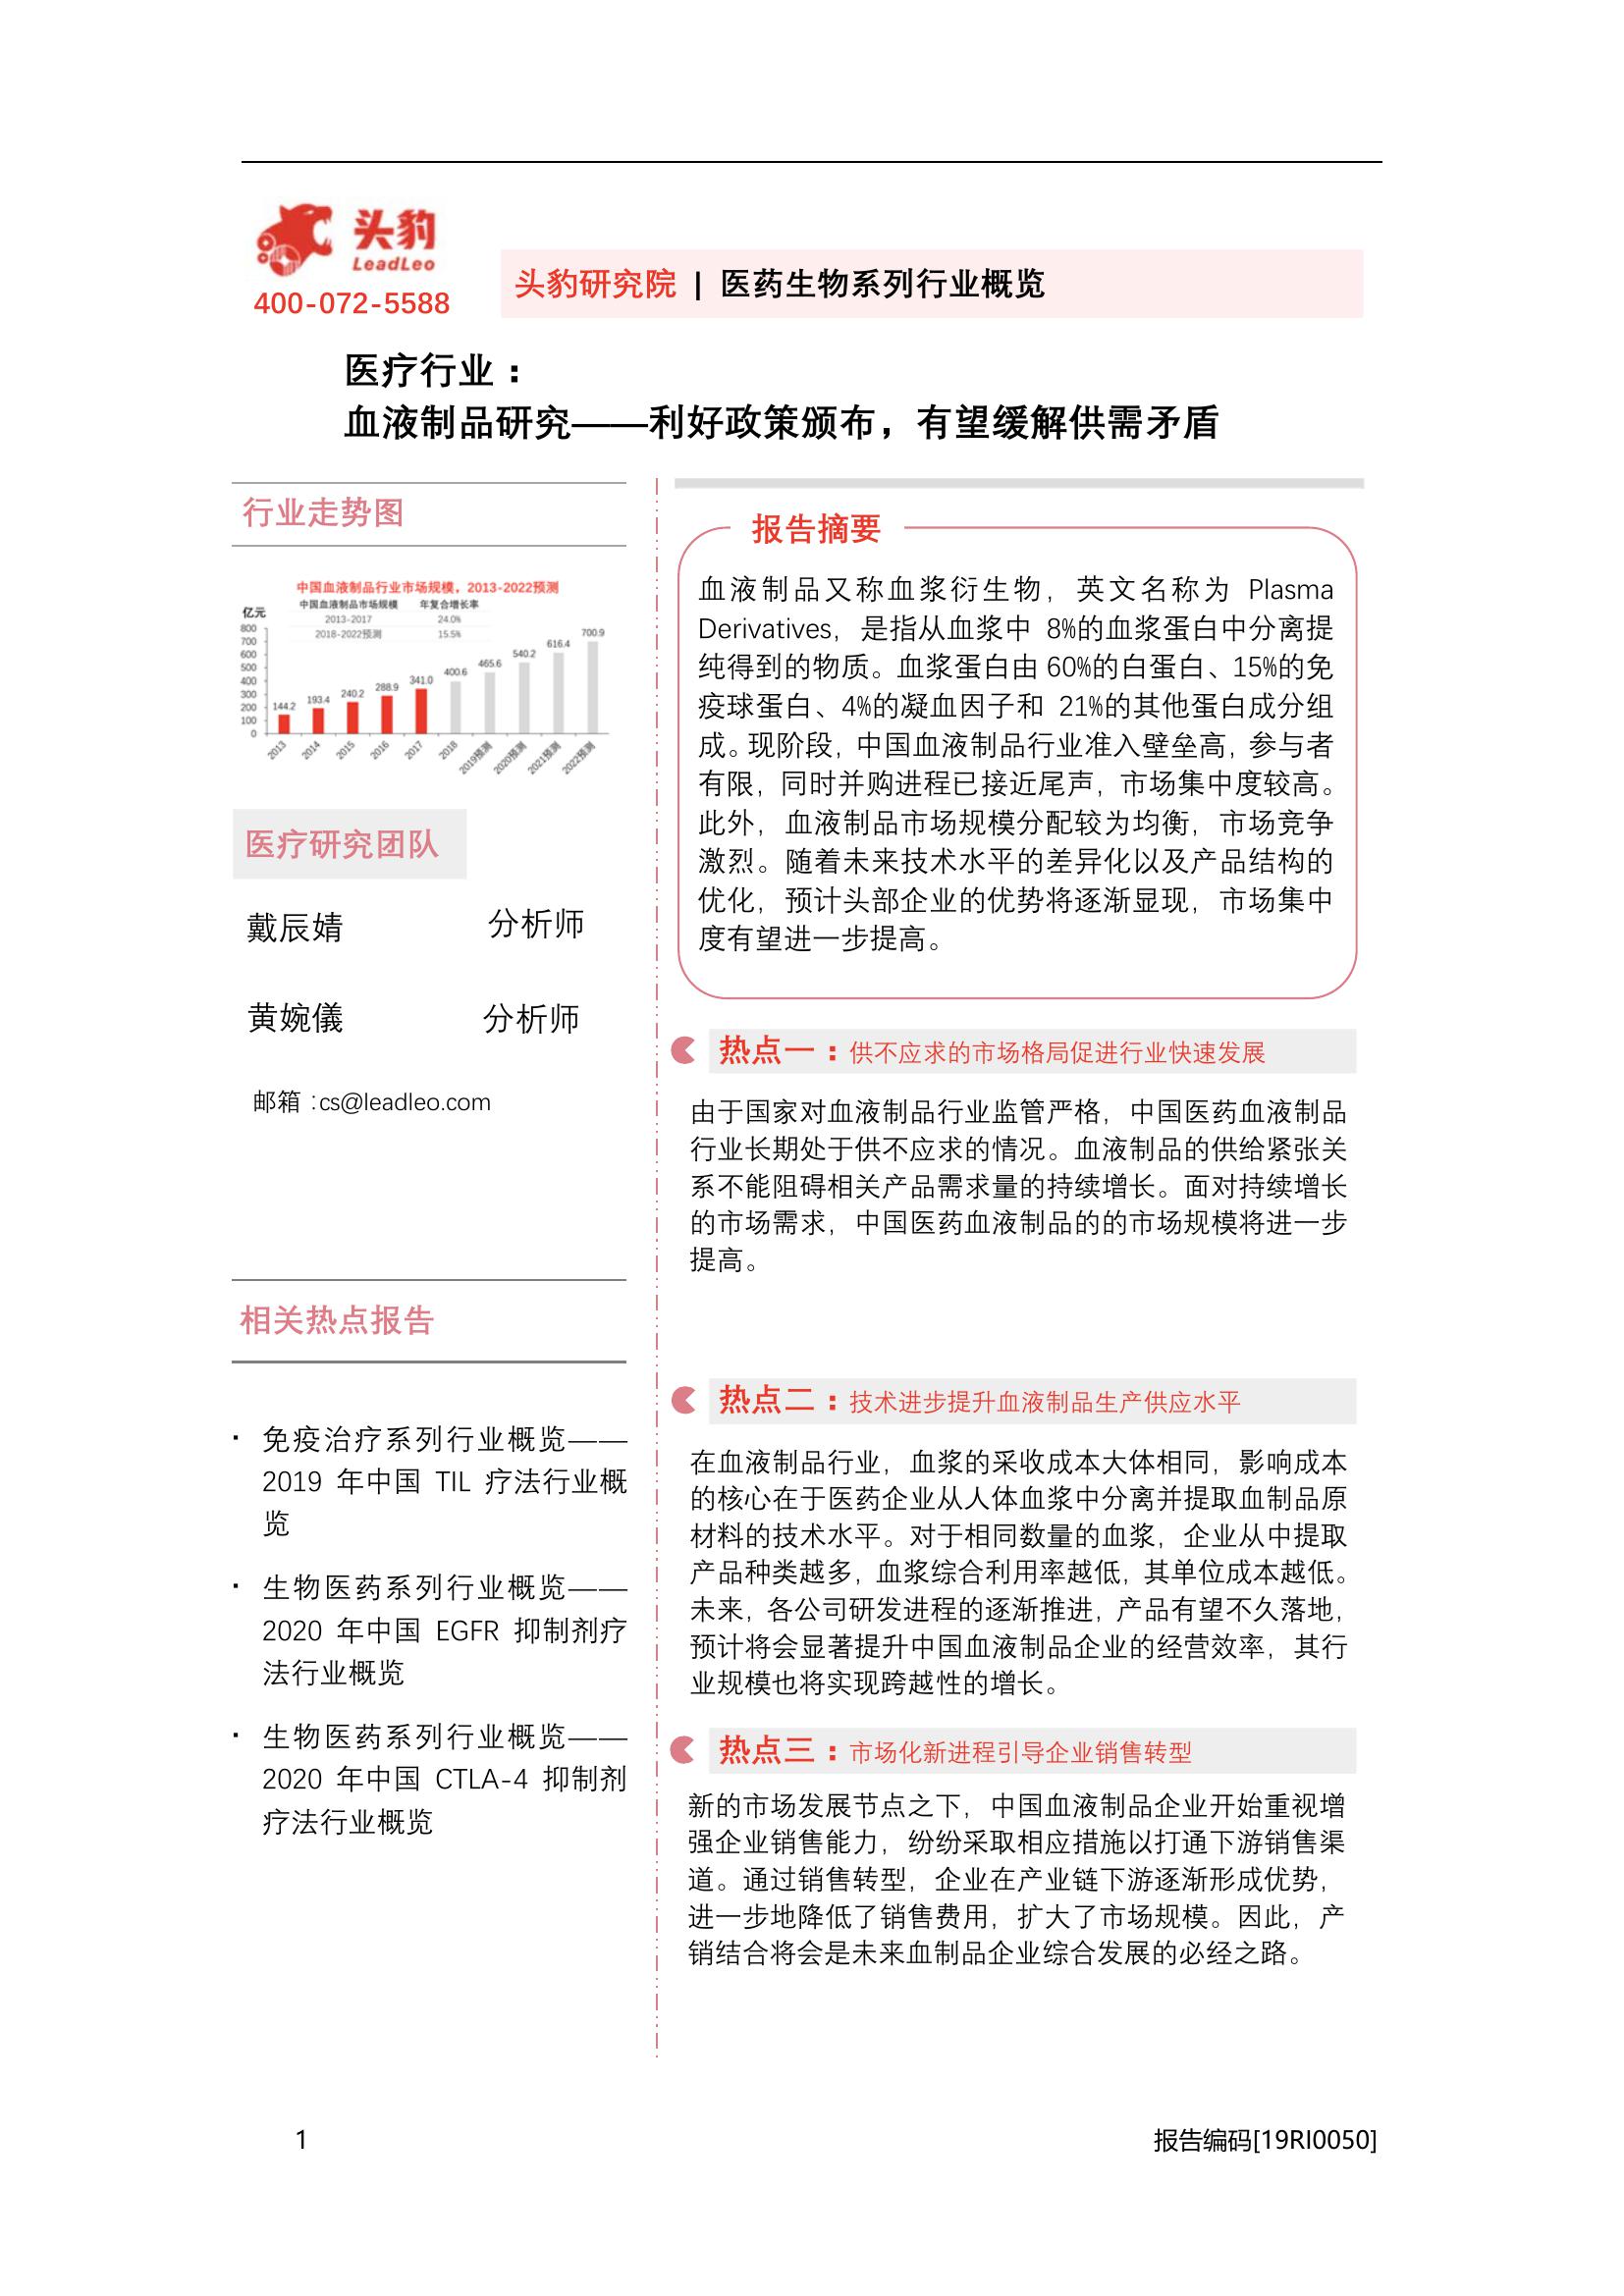 头豹
LeadLeo
400-072-5588
头豹研究院 | 医药生物系列行业概览
医疗行业：
血液制品研究——利好政策颁布，有望缓解供需矛盾
行业走势图
中国血液制品行业市场规模，2013-2022预测
中国血液制品市场规模 年复合增长率
2013-2017 24.0%
2018-2022预测 15.5%
亿元
800
700
600
500
400
300
200
100
0
144.2
193.4
240.2
288.9
341.0
400.6
465.6
540.2
616.4
700.9
2013
2014
2015
2016
2017
2018
2019预测
2020预测
2021预测
2022预测
医疗研究团队
戴辰婧 分析师
黄婉儀 分析师
邮箱：cs@leadleo.com
相关热点报告
· 免疫治疗系列行业概览——
2019 年中国 TIL 疗法行业概
览
· 生物医药系列行业概览——
2020 年中国 EGFR 抑制剂疗
法行业概览
· 生物医药系列行业概览——
2020 年中国 CTLA-4 抑制剂
疗法行业概览
报告摘要
血液制品又称血浆衍生物，英文名称为 Plasma
Derivatives，是指从血浆中 8%的血浆蛋白中分离提
纯得到的物质。血浆蛋白由 60%的白蛋白、15%的免
疫球蛋白、4%的凝血因子和 21%的其他蛋白成分组
成。现阶段，中国血液制品行业准入壁垒高，参与者
有限，同时并购进程已接近尾声，市场集中度较高。
此外，血液制品市场规模分配较为均衡，市场竞争
激烈。随着未来技术水平的差异化以及产品结构的
优化，预计头部企业的优势将逐渐显现，市场集中
度有望进一步提高。
热点一：供不应求的市场格局促进行业快速发展
由于国家对血液制品行业监管严格，中国医药血液制品
行业长期处于供不应求的情况。血液制品的供给紧张关
系不能阻碍相关产品需求量的持续增长。面对持续增长
的市场需求，中国医药血液制品的的市场规模将进一步
提高。
热点二：技术进步提升血液制品生产供应水平
在血液制品行业，血浆的采收成本大体相同，影响成本
的核心在于医药企业从人体血浆中分离并提取血制品原
材料的技术水平。对于相同数量的血浆，企业从中提取
产品种类越多，血浆综合利用率越低，其单位成本越低。
未来，各公司研发进程的逐渐推进，产品有望不久落地，
预计将会显著提升中国血液制品企业的经营效率，其行
业规模也将实现跨越性的增长。
热点三：市场化新进程引导企业销售转型
新的市场发展节点之下，中国血液制品企业开始重视增
强企业销售能力，纷纷采取相应措施以打通下游销售渠
道。通过销售转型，企业在产业链下游逐渐形成优势，
进一步地降低了销售费用，扩大了市场规模。因此，产
销结合将会是未来血制品企业综合发展的必经之路。
1
报告编码[19RI0050]